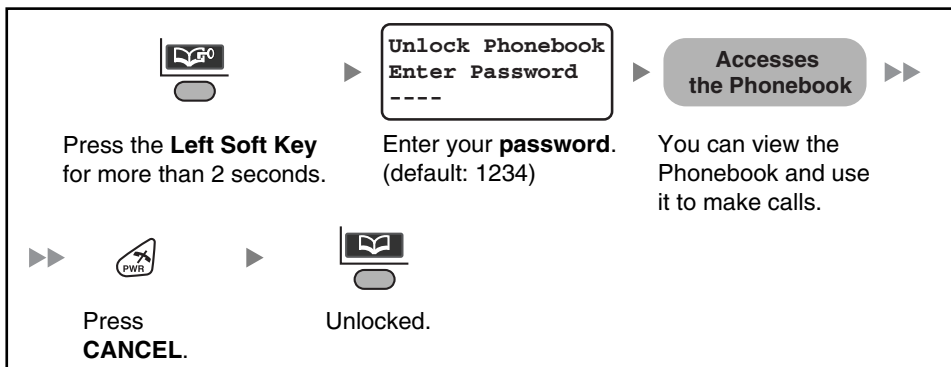 Unlock Phonebook
Enter Password
----
Accesses
the Phonebook
Press the Left Soft Key
for more than 2 seconds.
Enter your password.
(default: 1234)
You can view the
Phonebook and use
it to make calls.
PWR
Press
CANCEL.
Unlocked.